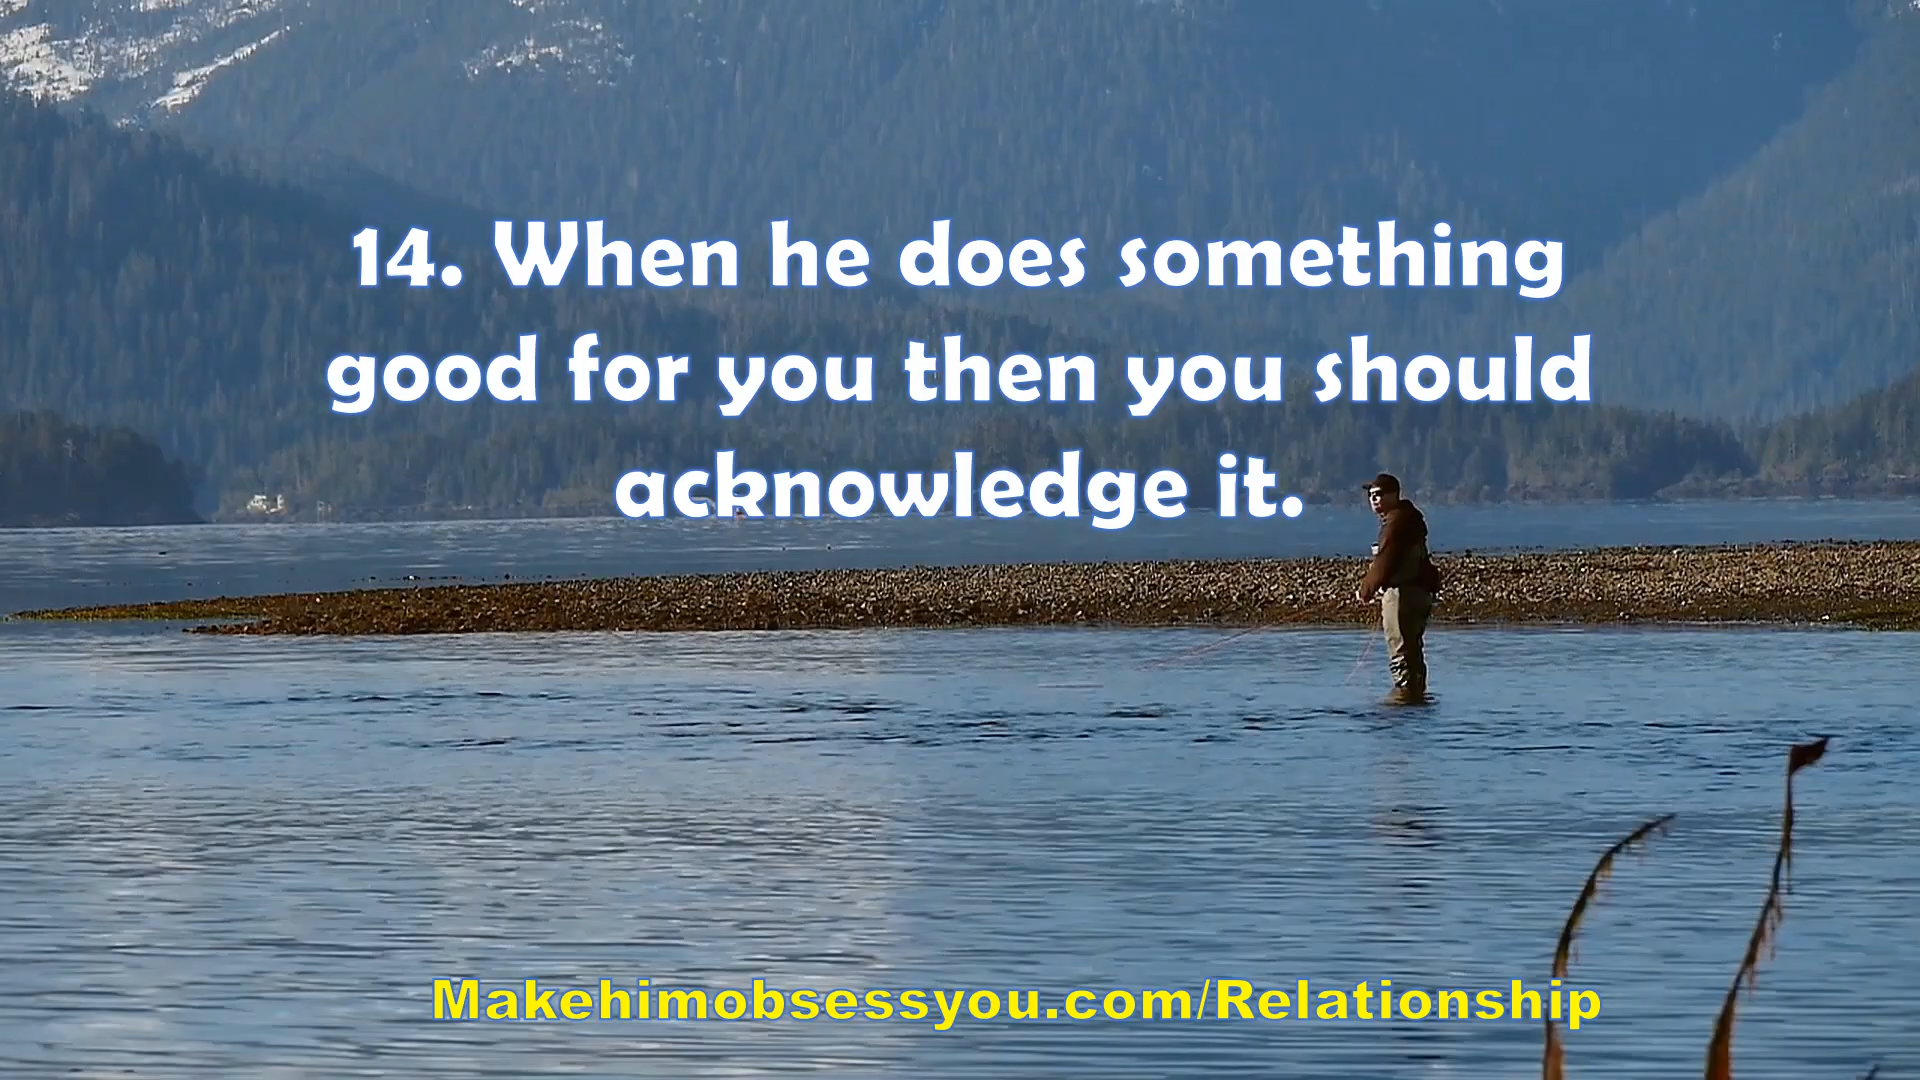 14. When he does something
good for you then you should
acknowledge it.
Makehimobsessyou.com/Relationship